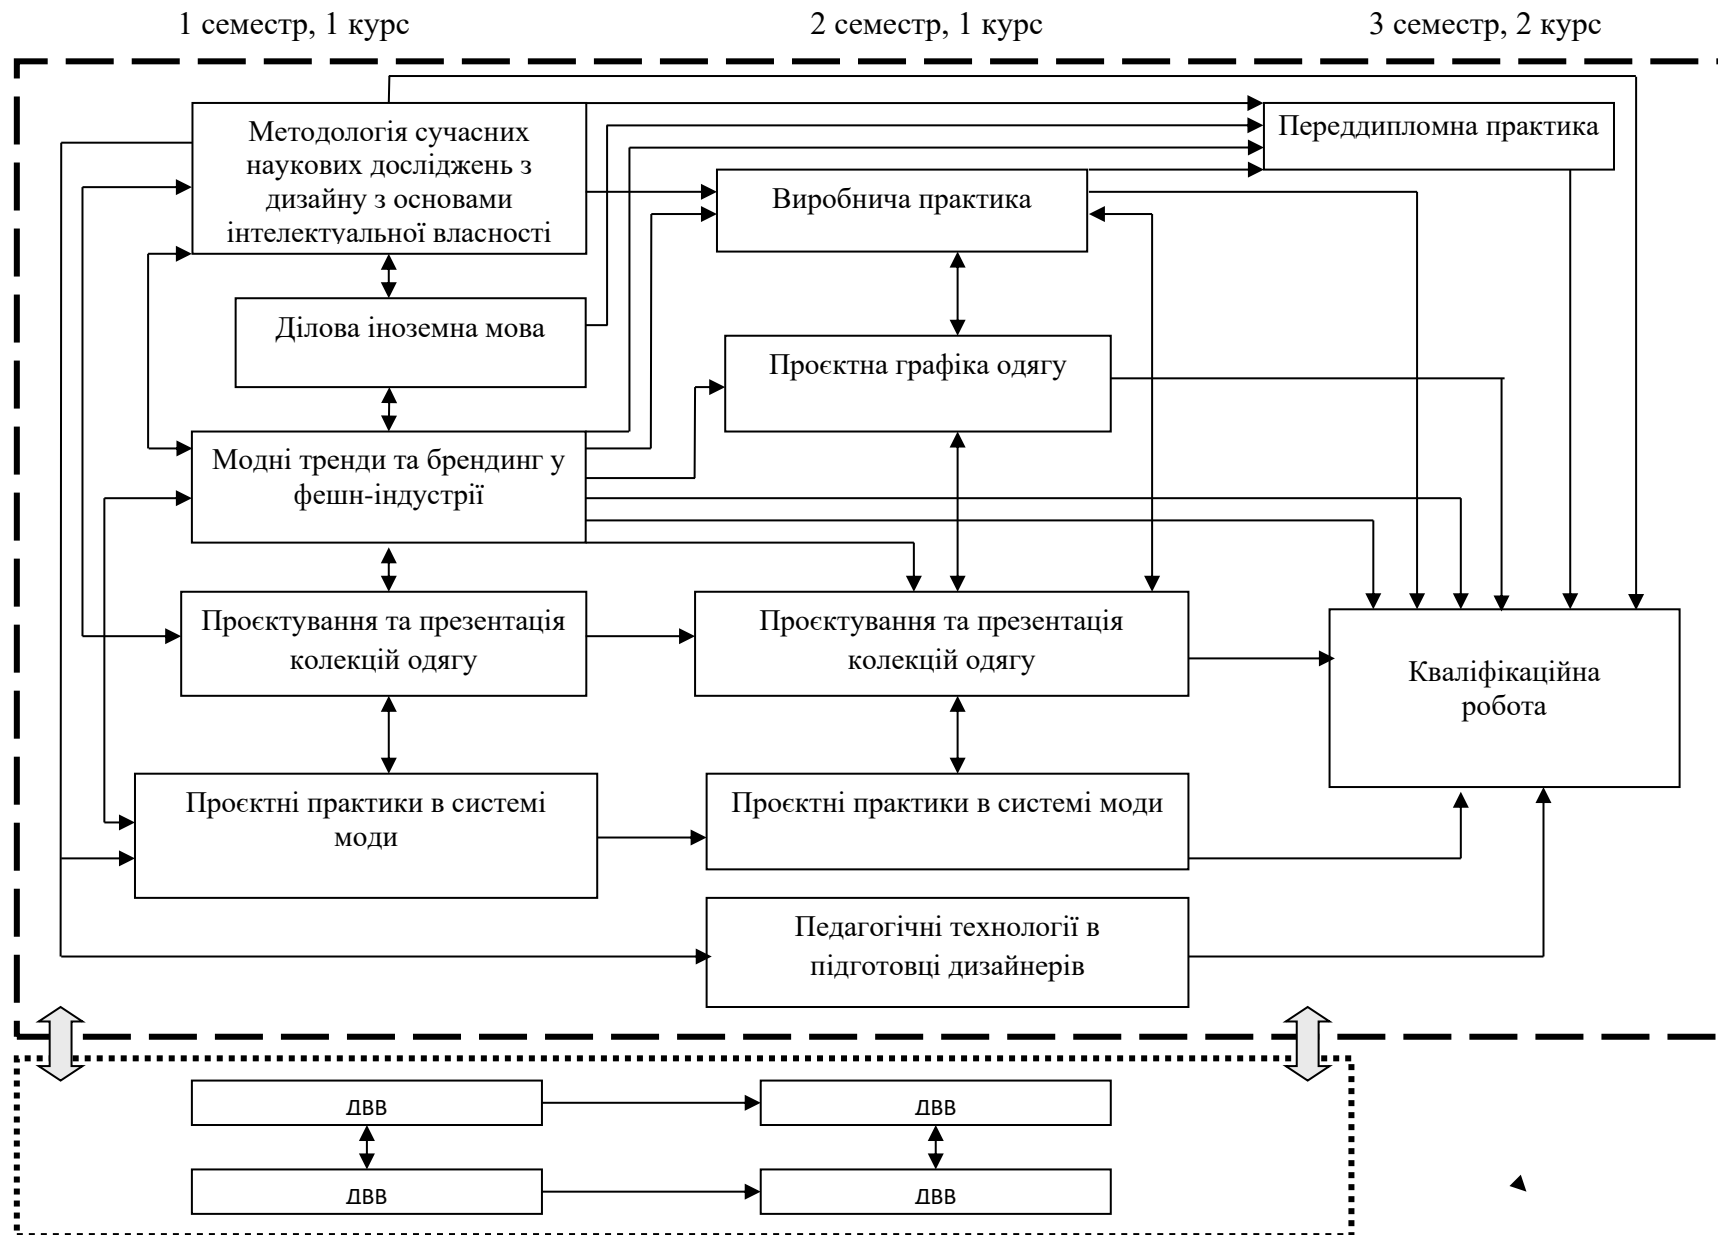 1 семестр, 1 курс
2 семестр, 1 курс
3 семестр, 2 курс
Методологія сучасних
наукових досліджень з
дизайну з основами
інтелектуальної власності
Переддипломна практика
Виробнича практика
Ділова іноземна мова
Проєктна графіка одягу
Модні тренди та брендинг у
фешн-індустрії
Проєктування та презентація
колекцій одягу
Проєктування та презентація
колекцій одягу
Кваліфікаційна
робота
Проєктні практики в системі
моди
Проєктні практики в системі моди
Педагогічні технології в
підготовці дизайнерів
ДВВ
ДВВ
ДВВ
ДВВ